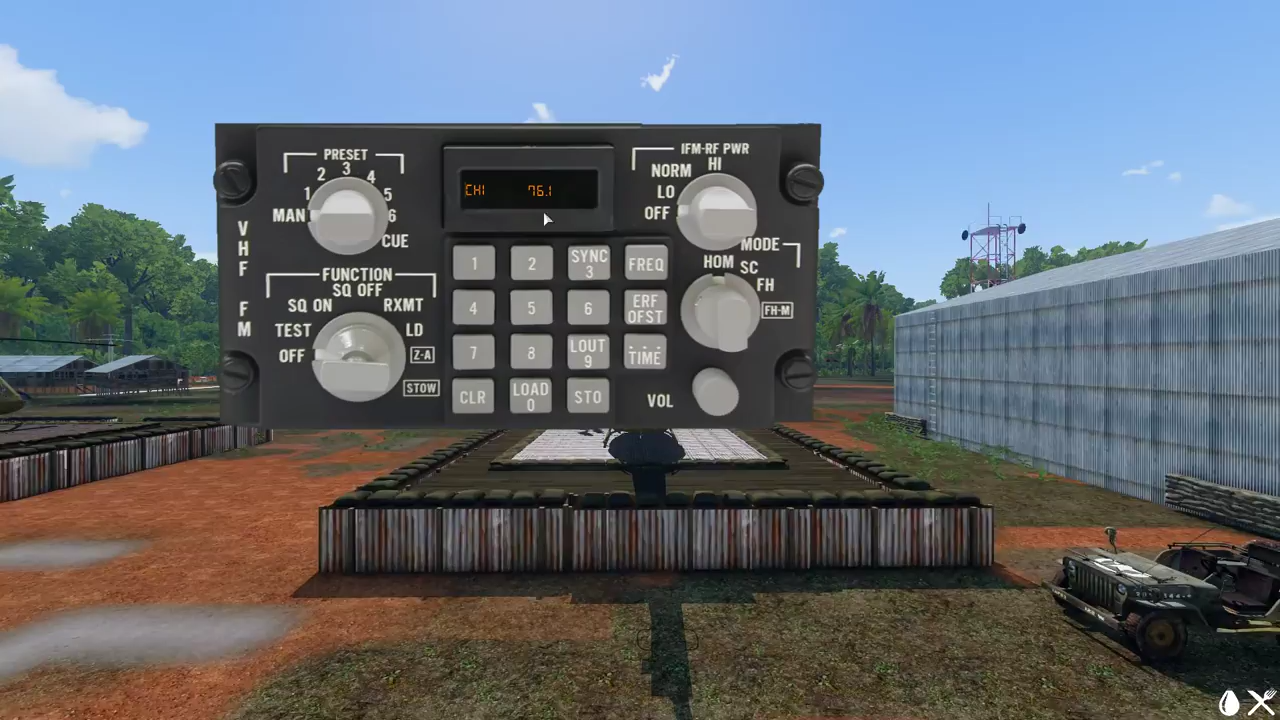 PRESET
1 2 3 4 5 6
MAN
CUE
VHF FM
FUNCTION
SQ OFF
SQ ON
RXMT
TEST
LD
OFF
Z-A
STOW
CH1 76.1
1 2 SYNC 3 FREQ
4 5 6 ERF OFST
7 8 LOUT 9 TIME
CLR LOAD 0 STO
IFM-RF PWR
HI
NORM
LO
OFF
MODE
HOM
SC
FH
FH-M
VOL